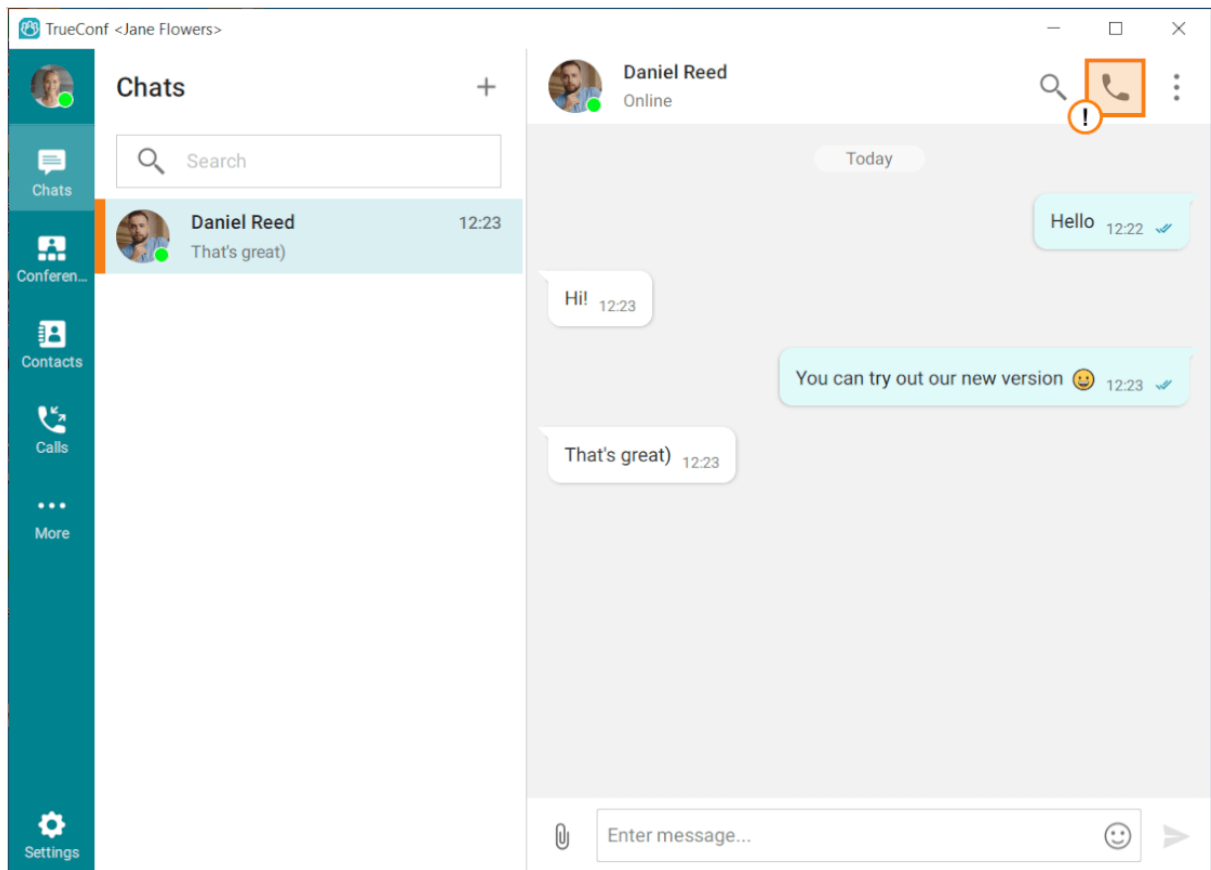 TrueConf <Jane Flowers>
Chats
Search
Daniel Reed 12:23
That's great)
Chats
Conferen...
Contacts
Calls
More
Settings
Daniel Reed
Online
!
Today
Hello 12:22
Hi! 12:23
You can try out our new version 😀 12:23
That's great) 12:23
Enter message...